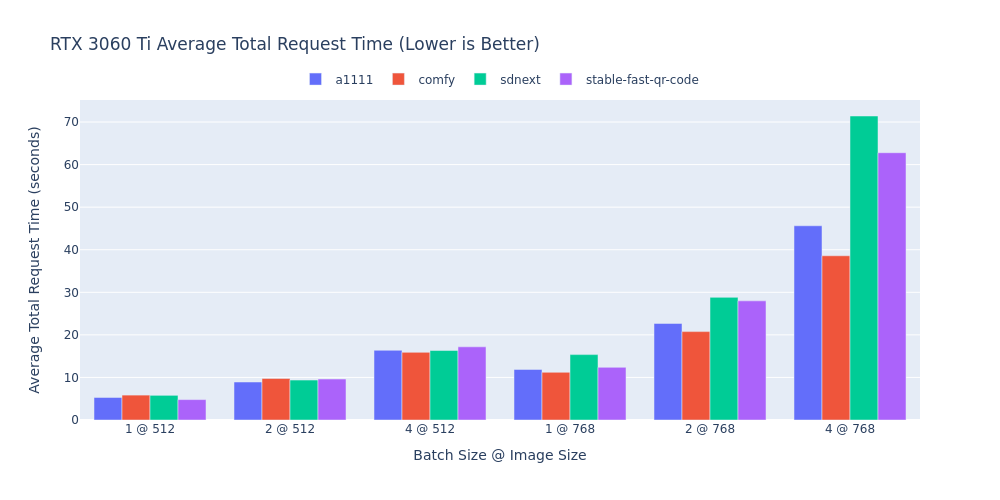 RTX 3060 Ti Average Total Request Time (Lower is Better)
a1111 comfy sdnext stable-fast-qr-code
Average Total Request Time (seconds)
70
60
50
40
30
20
10
0
1 @ 512 2 @ 512 4 @ 512 1 @ 768 2 @ 768 4 @ 768
Batch Size @ Image Size